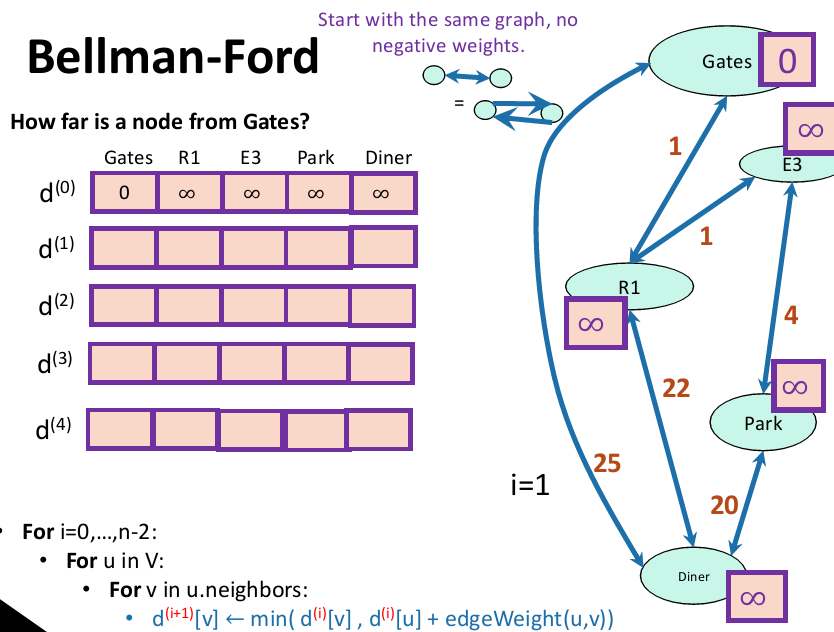 Start with the same graph, no
negative weights.
Bellman-Ford
=
How far is a node from Gates?
Gates R1 E3 Park Diner
d(0) 0 ∞ ∞ ∞ ∞
d(1)
d(2)
d(3)
d(4)
Gates 0
∞
E3
1
1
R1
∞
4
∞
22
Park
25
i=1
20
Diner
∞
• For i=0,...,n-2:
• For u in V:
• For v in u.neighbors:
• d(i+1)[v] ← min( d(i)[v] , d(i)[u] + edgeWeight(u,v))